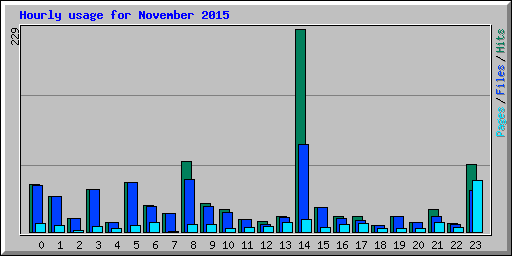 Hourly usage for November 2015
229
Pages/Files/Hits
0 1 2 3 4 5 6 7 8 9 10 11 12 13 14 15 16 17 18 19 20 21 22 23